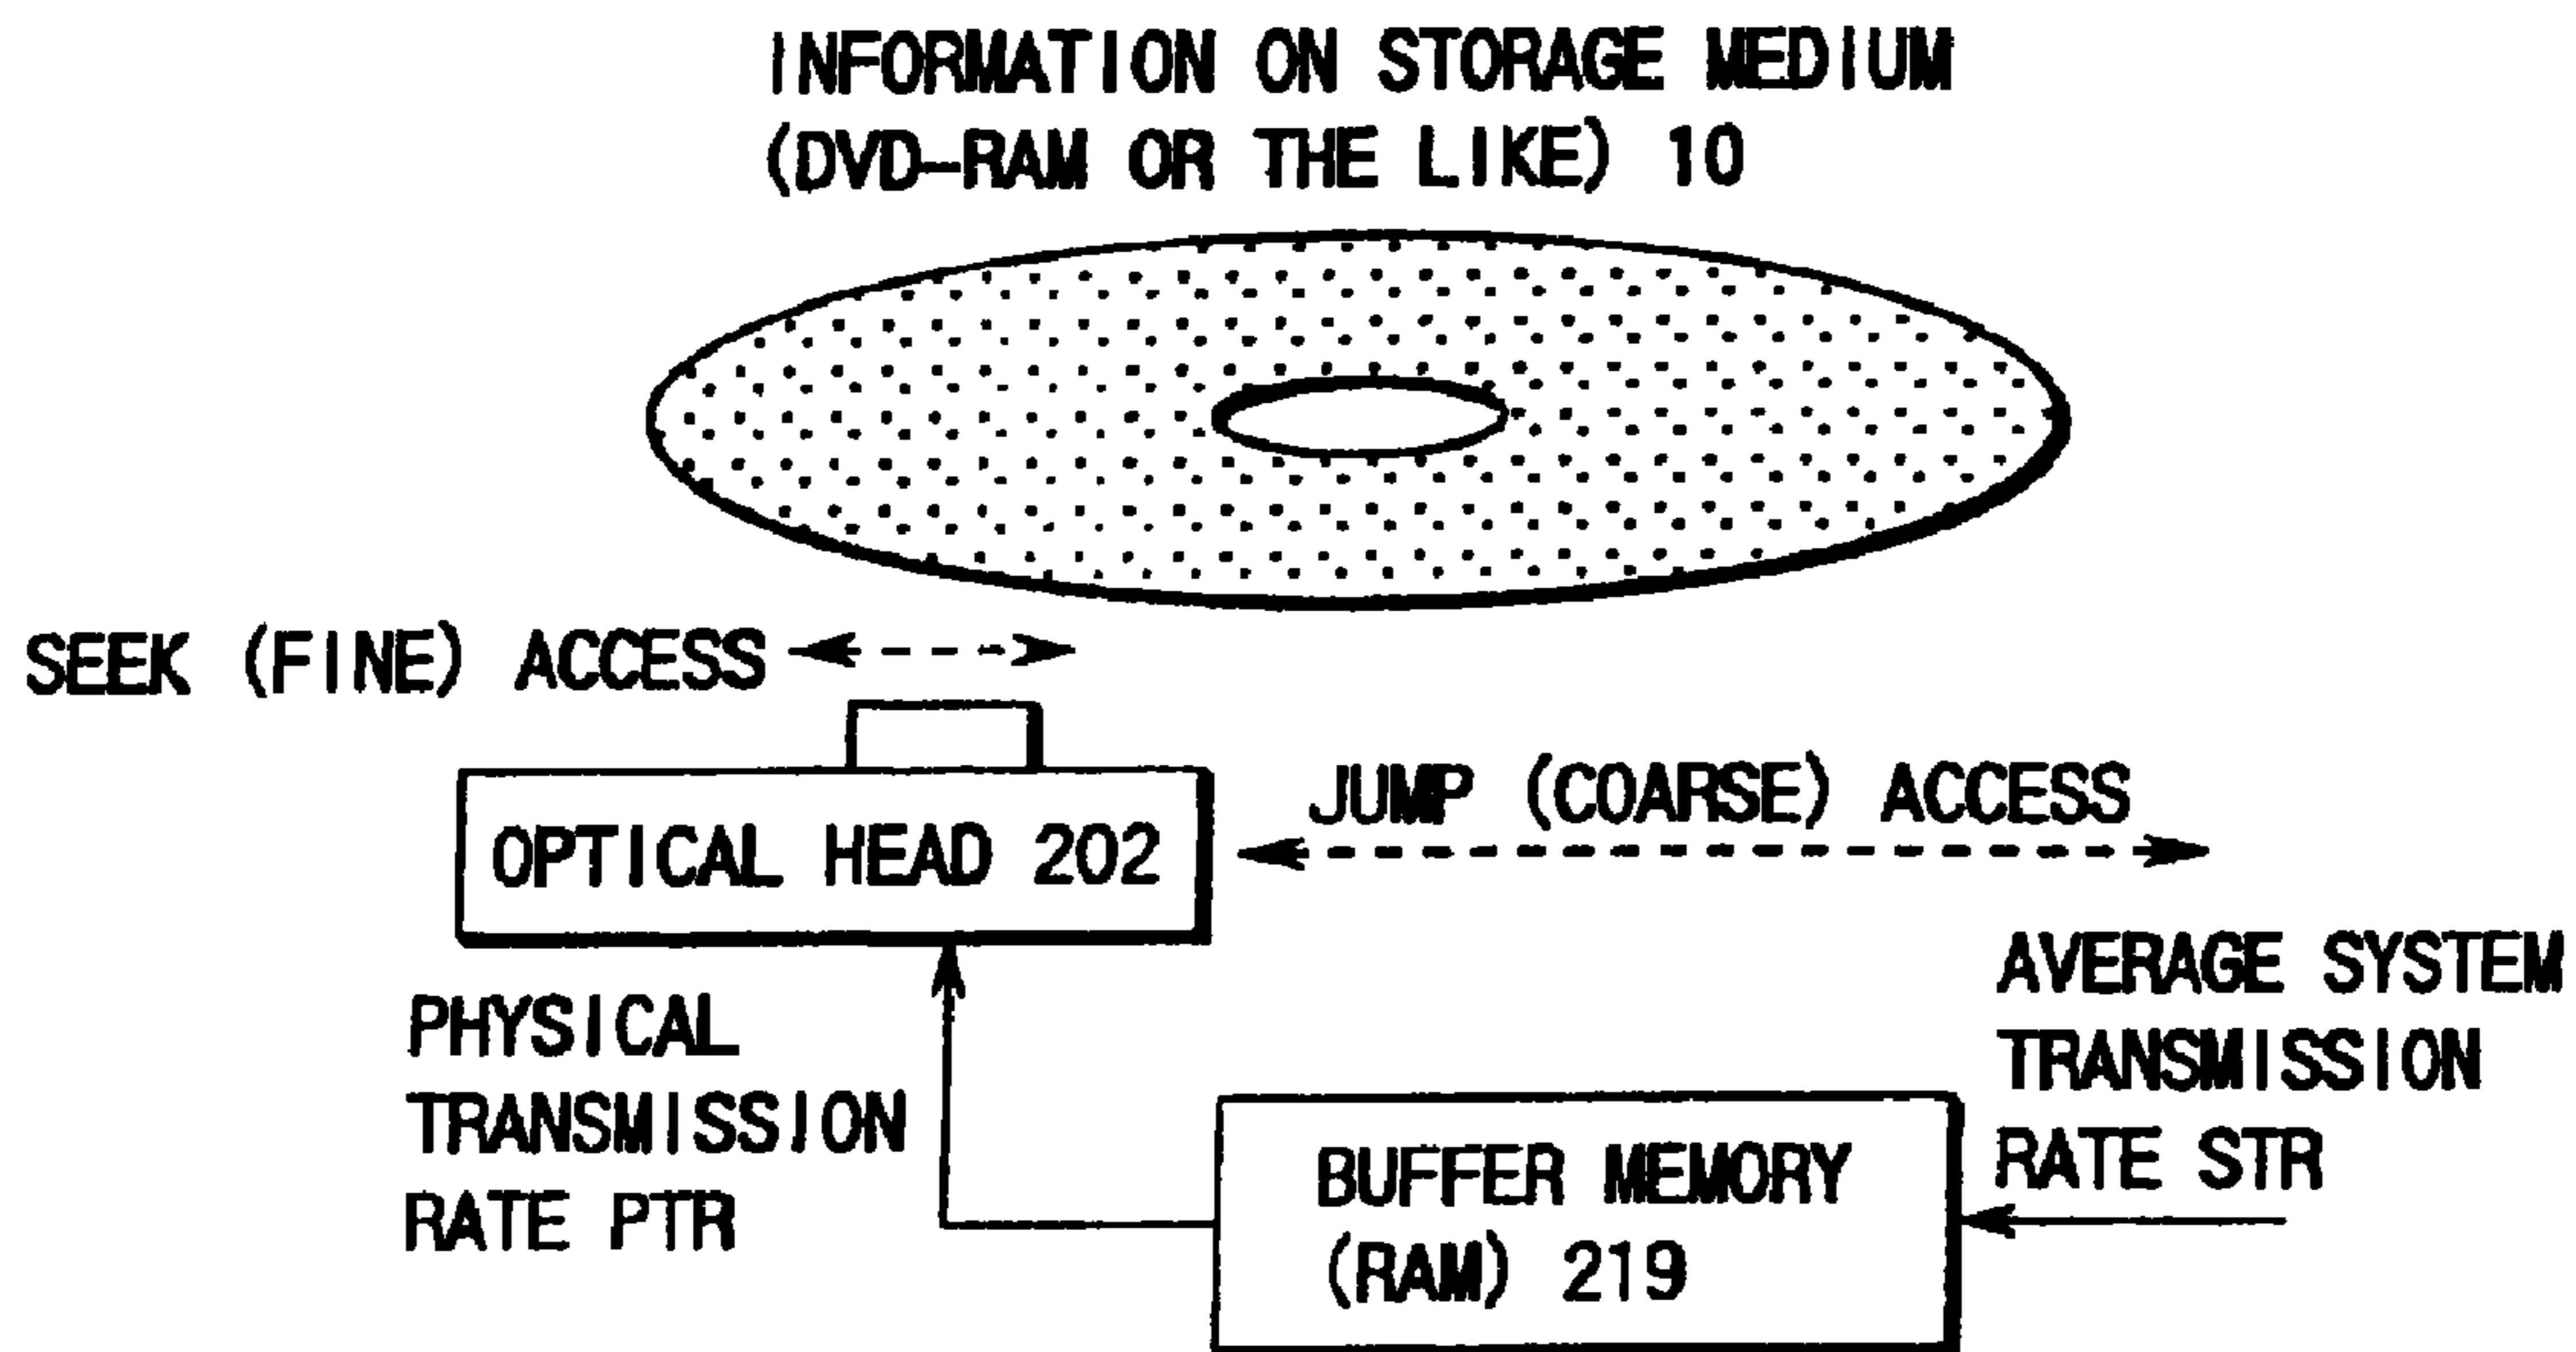 INFORMATION ON STORAGE MEDIUM
(DVD-RAM OR THE LIKE) 10
SEEK (FINE) ACCESS
JUMP (COARSE) ACCESS
OPTICAL HEAD 202
PHYSICAL
TRANSMISSION
RATE PTR
AVERAGE SYSTEM
TRANSMISSION
RATE STR
BUFFER MEMORY
(RAM) 219